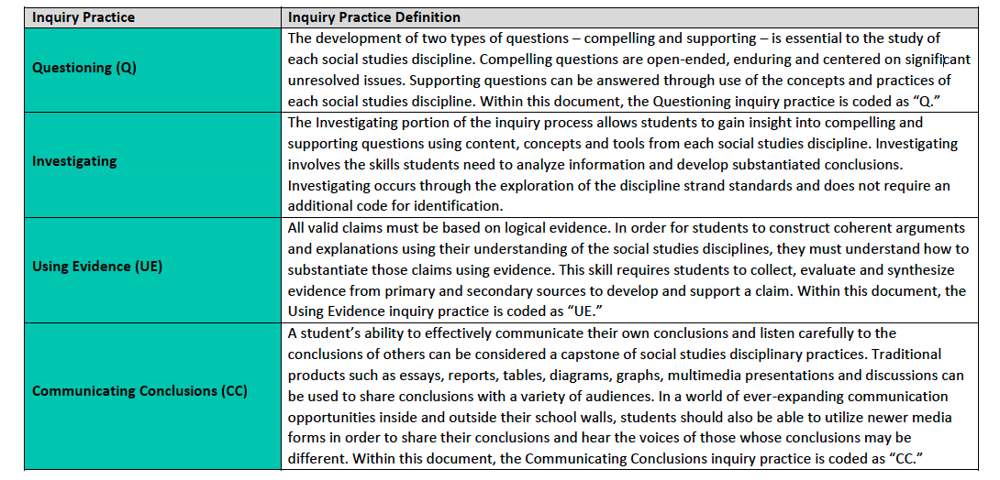 Inquiry Practice
Inquiry Practice Definition
Questioning (Q)
The development of two types of questions – compelling and supporting – is essential to the study of
each social studies discipline. Compelling questions are open-ended, enduring and centered on significant
unresolved issues. Supporting questions can be answered through use of the concepts and practices of
each social studies discipline. Within this document, the Questioning inquiry practice is coded as “Q.”
Investigating
The Investigating portion of the inquiry process allows students to gain insight into compelling and
supporting questions using content, concepts and tools from each social studies discipline. Investigating
involves the skills students need to analyze information and develop substantiated conclusions.
Investigating occurs through the exploration of the discipline strand standards and does not require an
additional code for identification.
Using Evidence (UE)
All valid claims must be based on logical evidence. In order for students to construct coherent arguments
and explanations using their understanding of the social studies disciplines, they must understand how to
substantiate those claims using evidence. This skill requires students to collect, evaluate and synthesize
evidence from primary and secondary sources to develop and support a claim. Within this document, the
Using Evidence inquiry practice is coded as “UE.”
Communicating Conclusions (CC)
A student’s ability to effectively communicate their own conclusions and listen carefully to the
conclusions of others can be considered a capstone of social studies disciplinary practices. Traditional
products such as essays, reports, tables, diagrams, graphs, multimedia presentations and discussions can
be used to share conclusions with a variety of audiences. In a world of ever-expanding communication
opportunities inside and outside their school walls, students should also be able to utilize newer media
forms in order to share their conclusions and hear the voices of those whose conclusions may be
different. Within this document, the Communicating Conclusions inquiry practice is coded as “CC.”